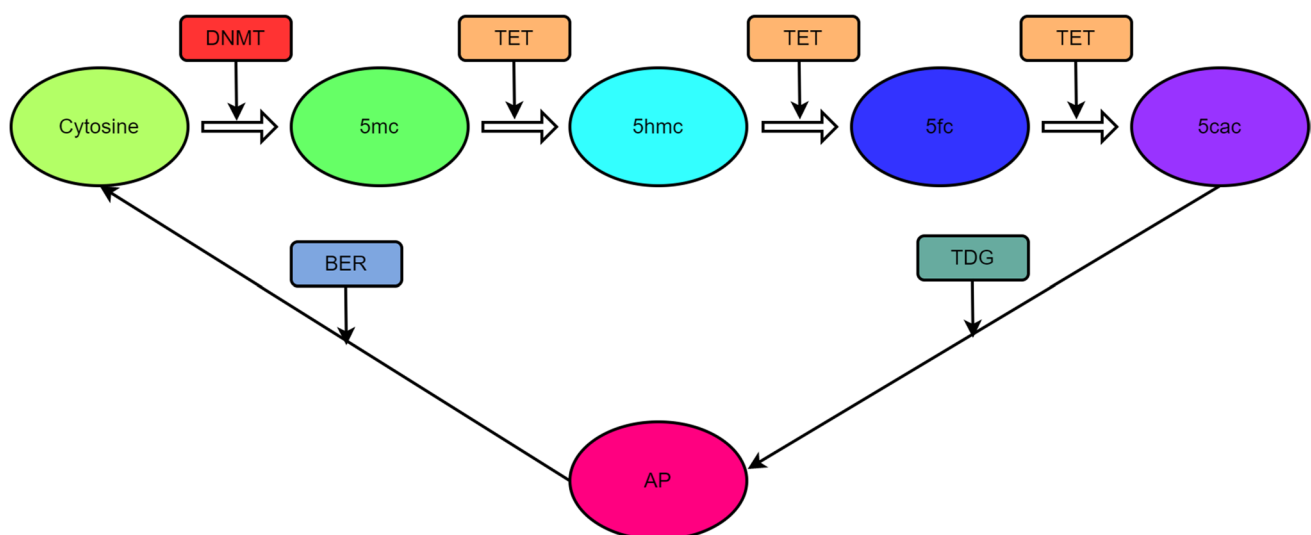 DNMT
TET
TET
TET
Cytosine
5mc
5hmc
5fc
5cac
BER
TDG
AP